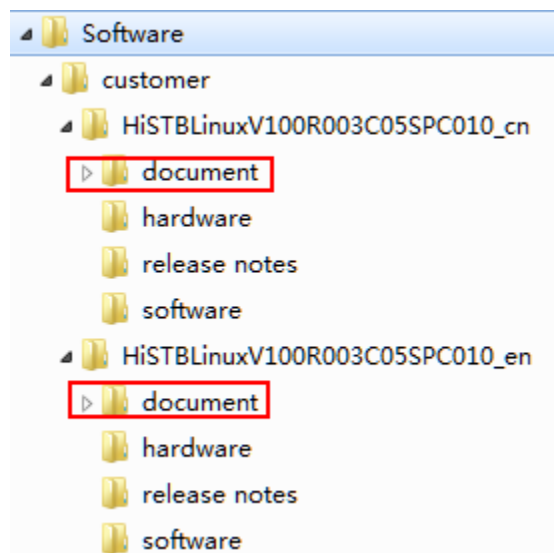 Software
customer
HiSTBLinuxV100R003C05SPC010_cn
document
hardware
release notes
software
HiSTBLinuxV100R003C05SPC010_en
document
hardware
release notes
software